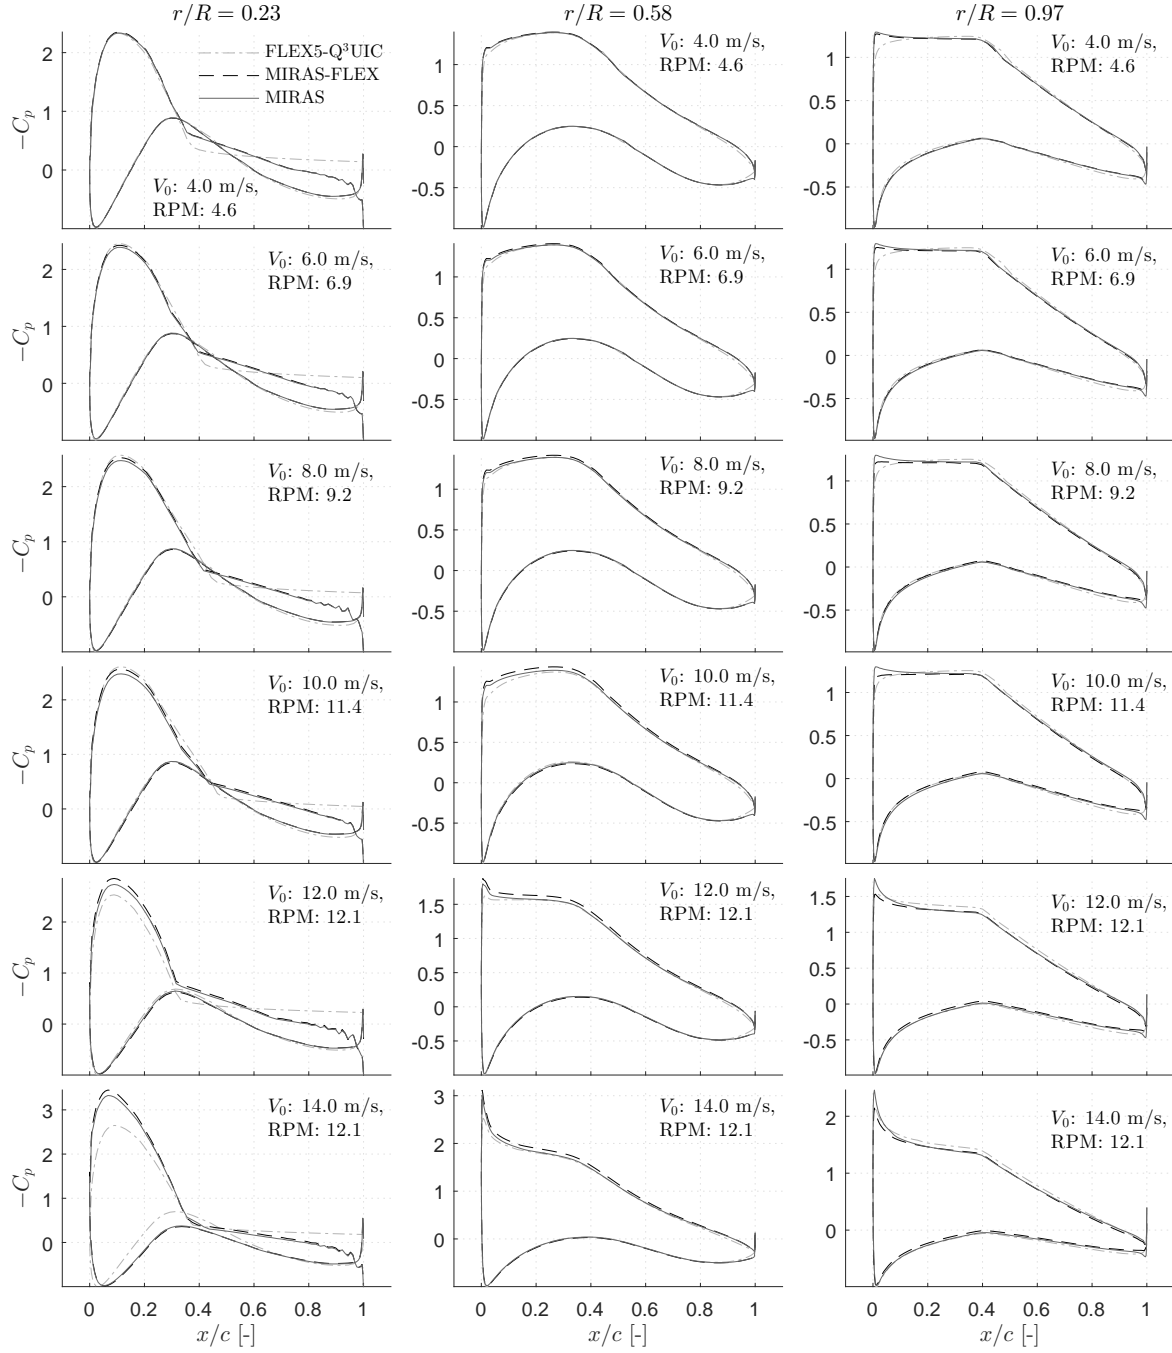 r/R = 0.23
r/R = 0.58
r/R = 0.97
−C_p
2
1
0
FLEX5-Q³UIC
MIRAS-FLEX
MIRAS
V₀: 4.0 m/s,
RPM: 4.6
1
0.5
0
-0.5
V₀: 4.0 m/s,
RPM: 4.6
1
0.5
0
-0.5
V₀: 4.0 m/s,
RPM: 4.6
−C_p
2
1
0
V₀: 6.0 m/s,
RPM: 6.9
1
0.5
0
-0.5
V₀: 6.0 m/s,
RPM: 6.9
1
0.5
0
-0.5
V₀: 6.0 m/s,
RPM: 6.9
−C_p
2
1
0
V₀: 8.0 m/s,
RPM: 9.2
1
0.5
0
-0.5
V₀: 8.0 m/s,
RPM: 9.2
1
0.5
0
-0.5
V₀: 8.0 m/s,
RPM: 9.2
−C_p
2
1
0
V₀: 10.0 m/s,
RPM: 11.4
1
0.5
0
-0.5
V₀: 10.0 m/s,
RPM: 11.4
1
0.5
0
-0.5
V₀: 10.0 m/s,
RPM: 11.4
−C_p
2
1
0
V₀: 12.0 m/s,
RPM: 12.1
1.5
1
0.5
0
-0.5
V₀: 12.0 m/s,
RPM: 12.1
1.5
1
0.5
0
-0.5
V₀: 12.0 m/s,
RPM: 12.1
−C_p
3
2
1
0
V₀: 14.0 m/s,
RPM: 12.1
3
2
1
0
V₀: 14.0 m/s,
RPM: 12.1
2
1
0
V₀: 14.0 m/s,
RPM: 12.1
0 0.2 0.4 0.6 0.8 1
0 0.2 0.4 0.6 0.8 1
0 0.2 0.4 0.6 0.8 1
x/c [-]
x/c [-]
x/c [-]